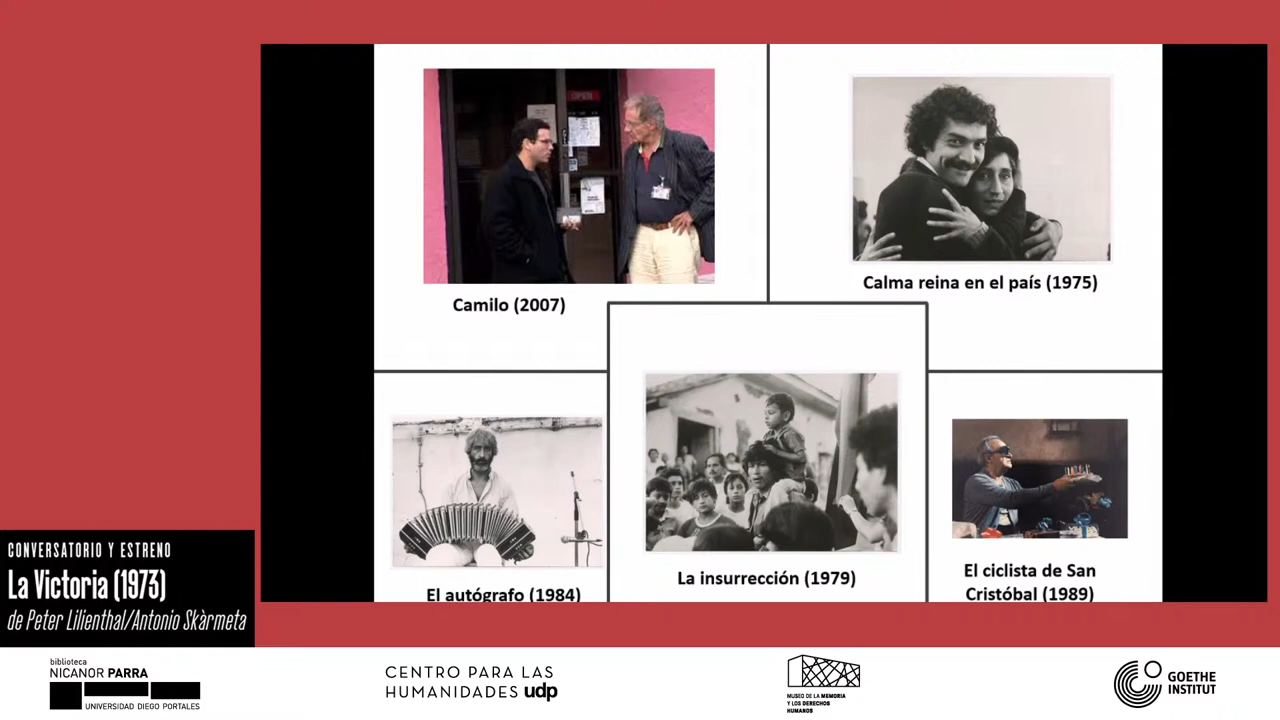 Camilo (2007)
Calma reina en el país (1975)
La insurrección (1979)
El autógrafo (1984)
El ciclista de San
Cristóbal (1989)
CONVERSATORIO Y ESTRENO
La Victoria (1973)
de Peter Lilienthal/Antonio Skàrmeta
biblioteca
NICANOR PARRA
UNIVERSIDAD DIEGO PORTALES
CENTRO PARA LAS
HUMANIDADES udp
MUSEO DE LA MEMORIA
Y LOS DERECHOS
HUMANOS
GOETHE
INSTITUT